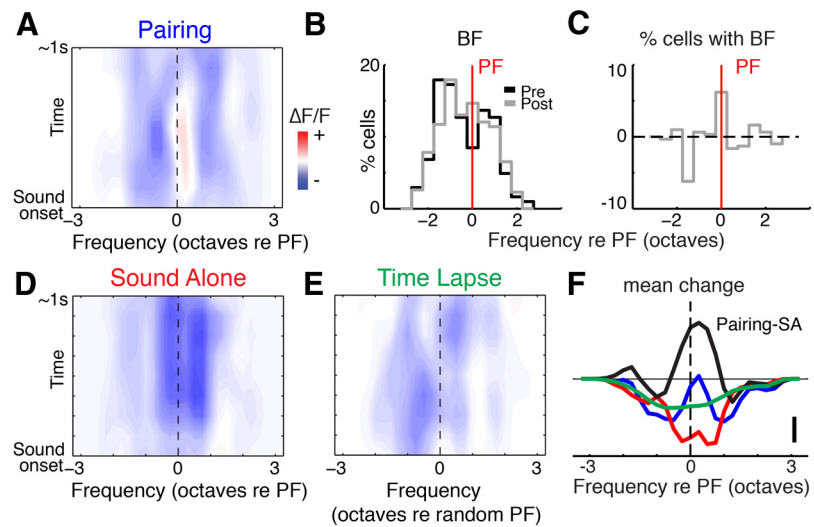 A
Pairing
~1s
Time
Sound
onset
−3
0
3
Frequency (octaves re PF)
ΔF/F
+
-
B
BF
PF
Pre
Post
% cells
20
10
0
−2
0
2
C
% cells with BF
PF
10
0
-10
−2
0
2
Frequency re PF (octaves)
D
Sound Alone
~1s
Time
Sound
onset
−3
0
3
Frequency (octaves re PF)
E
Time Lapse
−3
0
3
Frequency
(octaves re random PF)
F
mean change
Pairing-SA
-3
0
3
Frequency re PF (octaves)